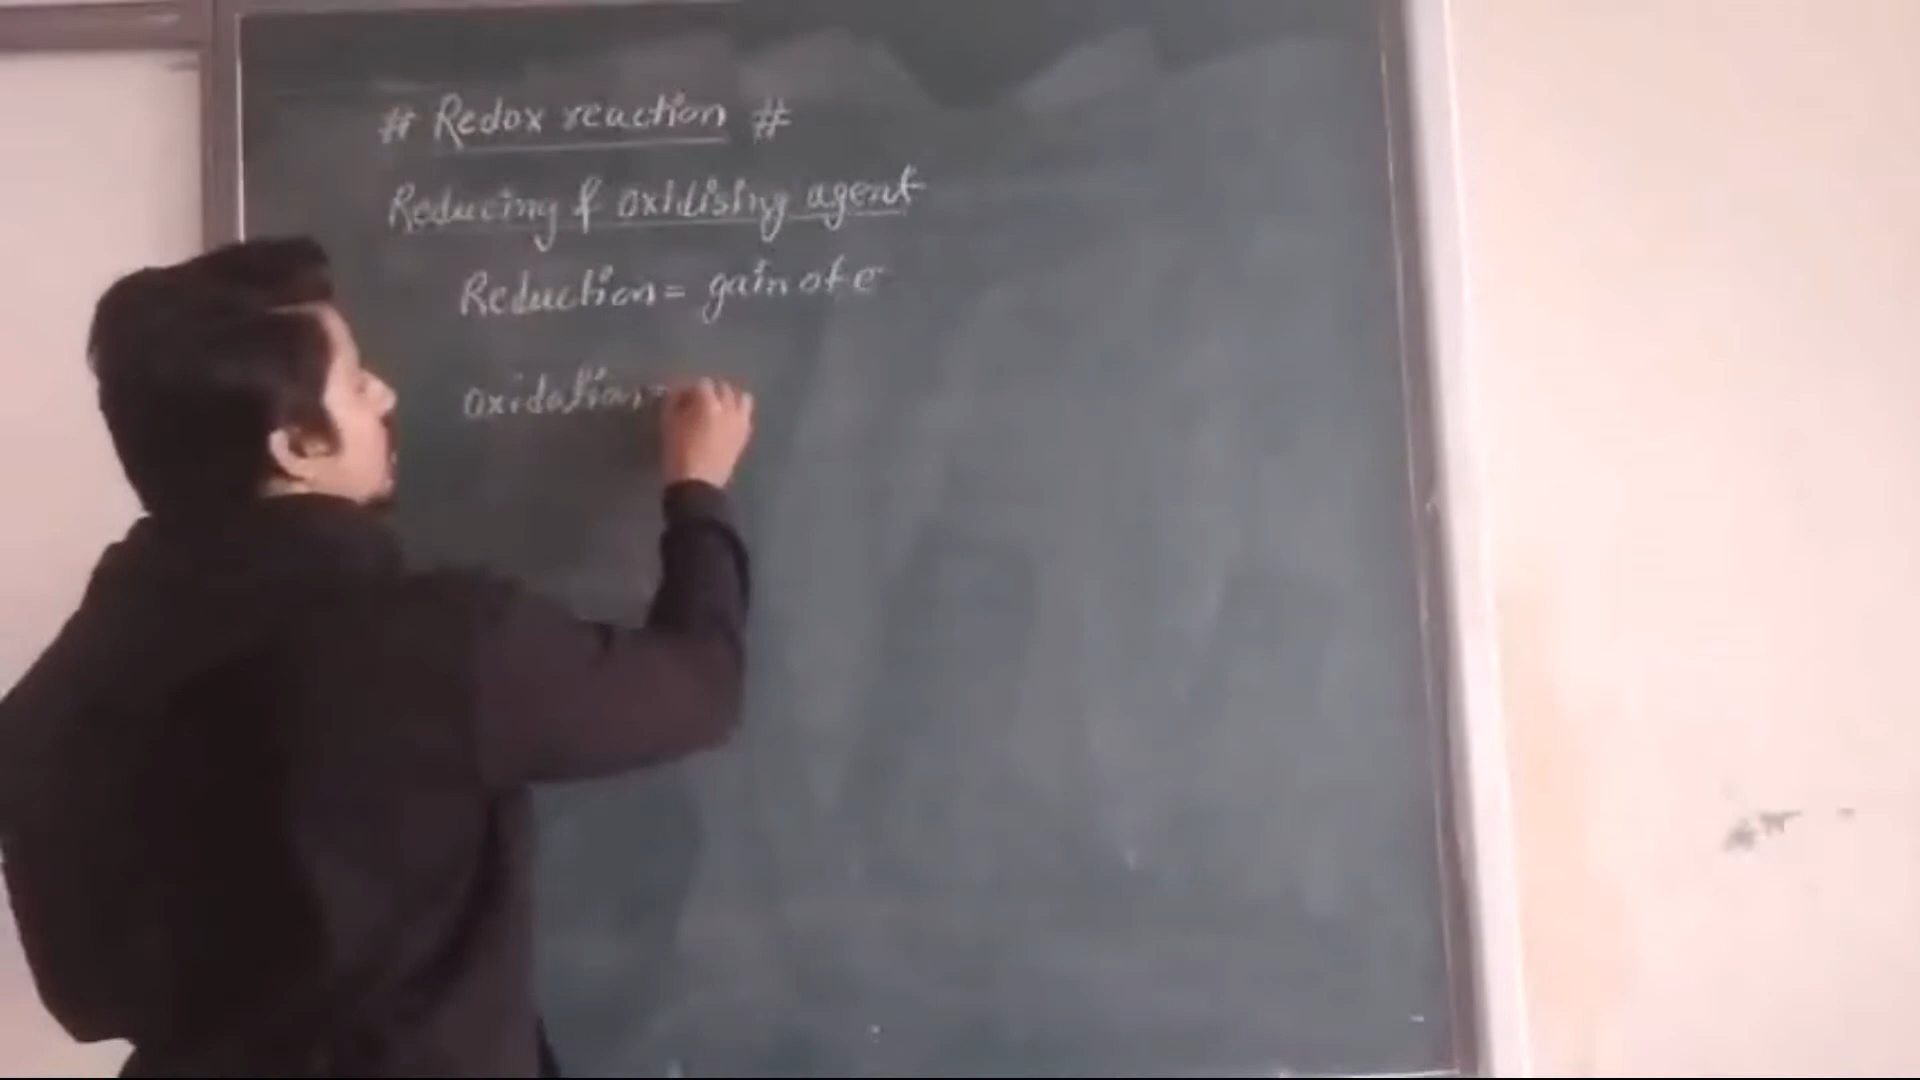 # Redox reaction #
Reducing & oxidising agent
Reduction = gain of e⁻
oxidation =